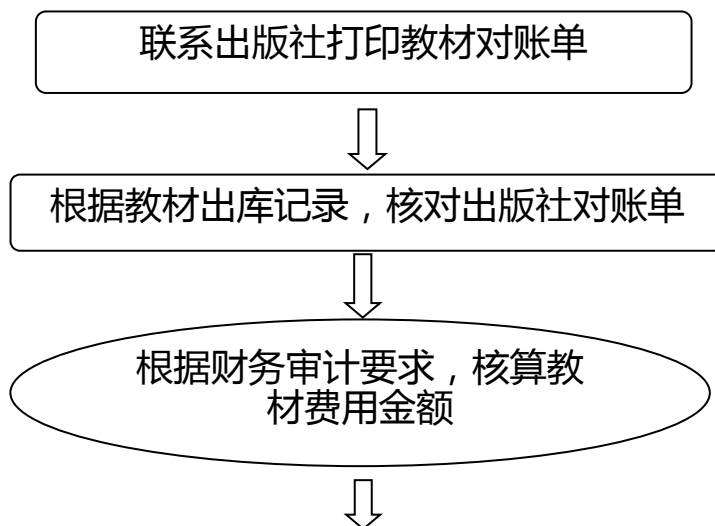 联系出版社打印教材对账单
根据教材出库记录，核对出版社对账单
根据财务审计要求，核算教
材费用金额